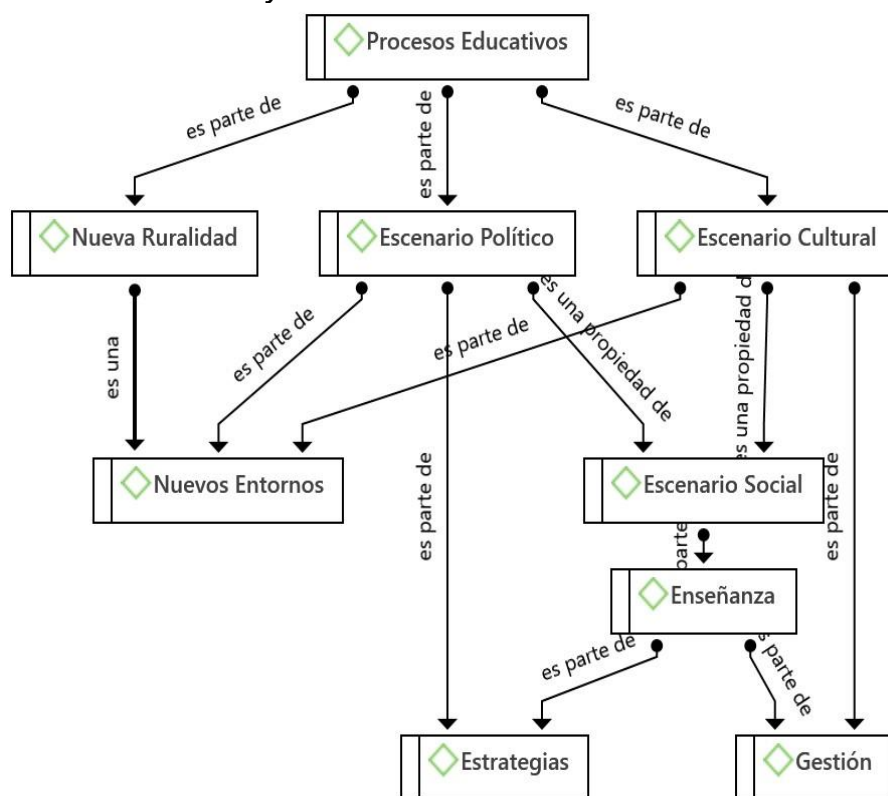 Procesos Educativos
es parte de
es parte de
es parte de
Nueva Ruralidad
Escenario Político
Escenario Cultural
es una
es parte de
es parte de
es una propiedad de
es una propiedad d
Nuevos Entornos
es parte de
Escenario Social
es parte de
parte
Enseñanza
es parte de
es parte de
Estrategias
Gestión